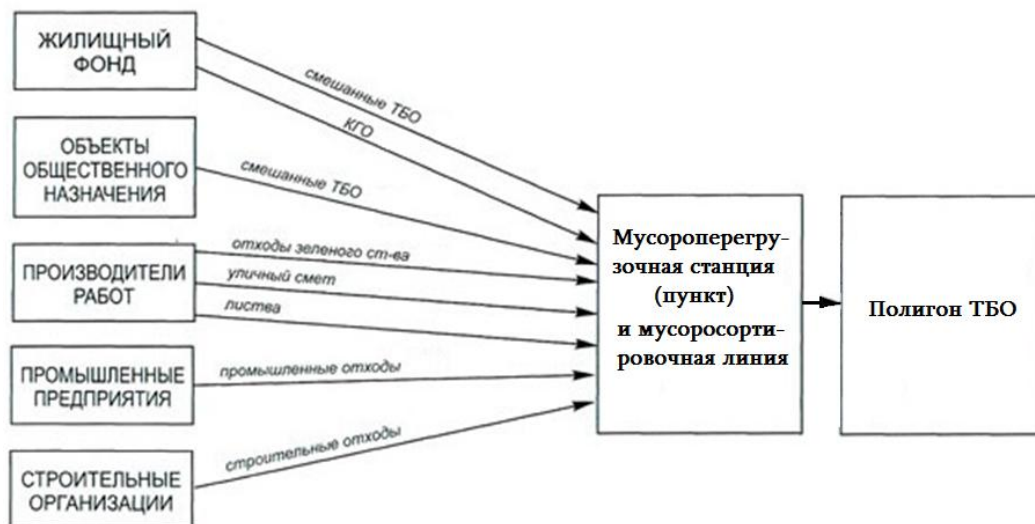 ЖИЛИЩНЫЙ
ФОНД
смешанные ТБО
КГО
ОБЪЕКТЫ
ОБЩЕСТВЕННОГО
НАЗНАЧЕНИЯ
смешанные ТБО
ПРОИЗВОДИТЕЛИ
РАБОТ
отходы зеленого ст-ва
уличный смет
листва
ПРОМЫШЛЕННЫЕ
ПРЕДПРИЯТИЯ
промышленные отходы
СТРОИТЕЛЬНЫЕ
ОРГАНИЗАЦИИ
строительные отходы
Мусороперегру-
зочная станция
(пункт)
и мусоросорти-
ровочная линия
Полигон ТБО